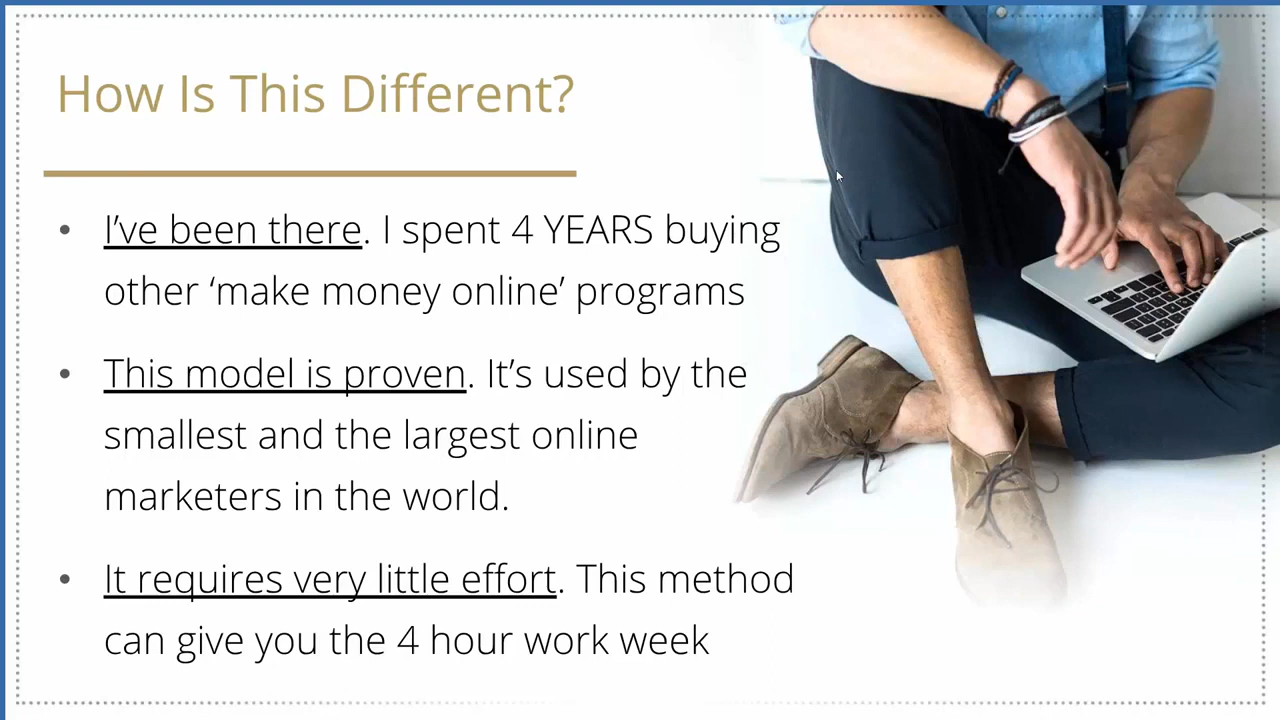 How Is This Different?
• I’ve been there. I spent 4 YEARS buying
other ‘make money online’ programs
• This model is proven. It’s used by the
smallest and the largest online
marketers in the world.
• It requires very little effort. This method
can give you the 4 hour work week